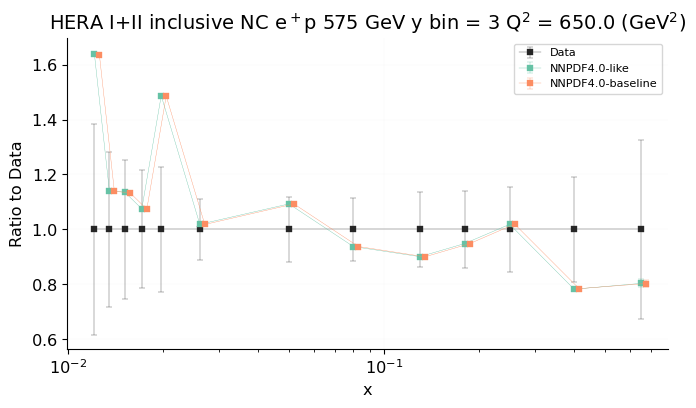 HERA I+II inclusive NC e⁺p 575 GeV y bin = 3 Q² = 650.0 (GeV²)
Data
NNPDF4.0-like
NNPDF4.0-baseline
Ratio to Data
1.6
1.4
1.2
1.0
0.8
0.6
10⁻²
10⁻¹
x